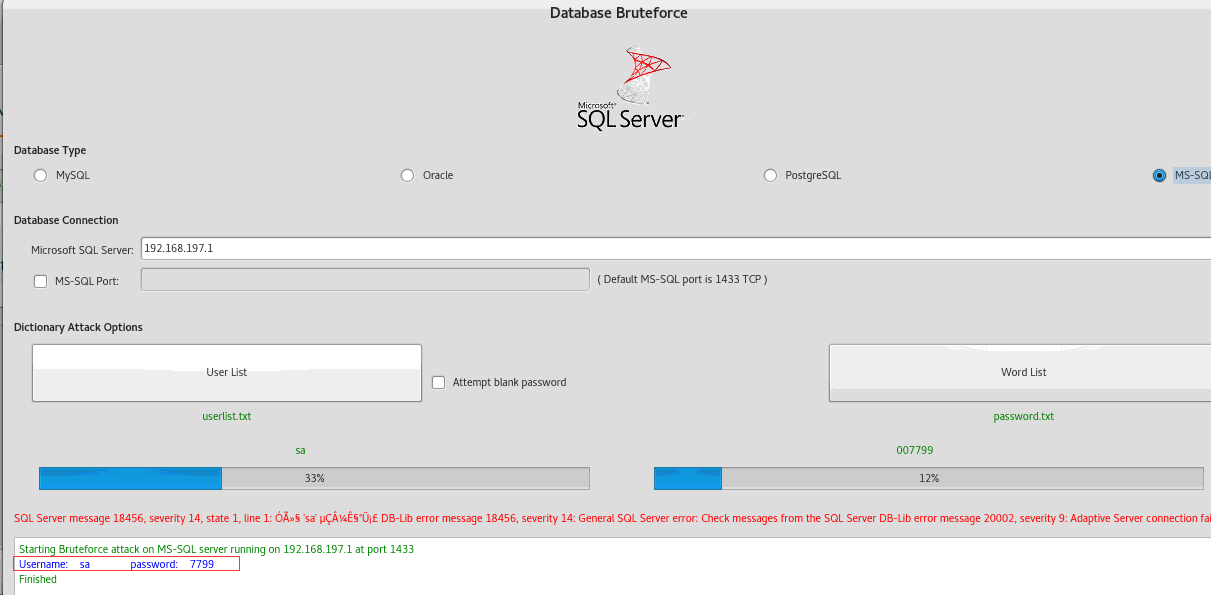 Database Bruteforce
Microsoft®
SQL Server
Database Type
MySQL Oracle PostgreSQL MS-SQL
Database Connection
Microsoft SQL Server: 192.168.197.1
MS-SQL Port: ( Default MS-SQL port is 1433 TCP )
Dictionary Attack Options
User List Attempt blank password Word List
userlist.txt password.txt
sa 007799
33% 12%
SQL Server message 18456, severity 14, state 1, line 1: ÓÃ»§ 'sa' µÇÂ¼Ê§°Ü¡£ DB-Lib error message 18456, severity 14: General SQL Server error: Check messages from the SQL Server DB-Lib error message 20002, severity 9: Adaptive Server connection fai
Starting Bruteforce attack on MS-SQL server running on 192.168.197.1 at port 1433
Username: sa password: 7799
Finished